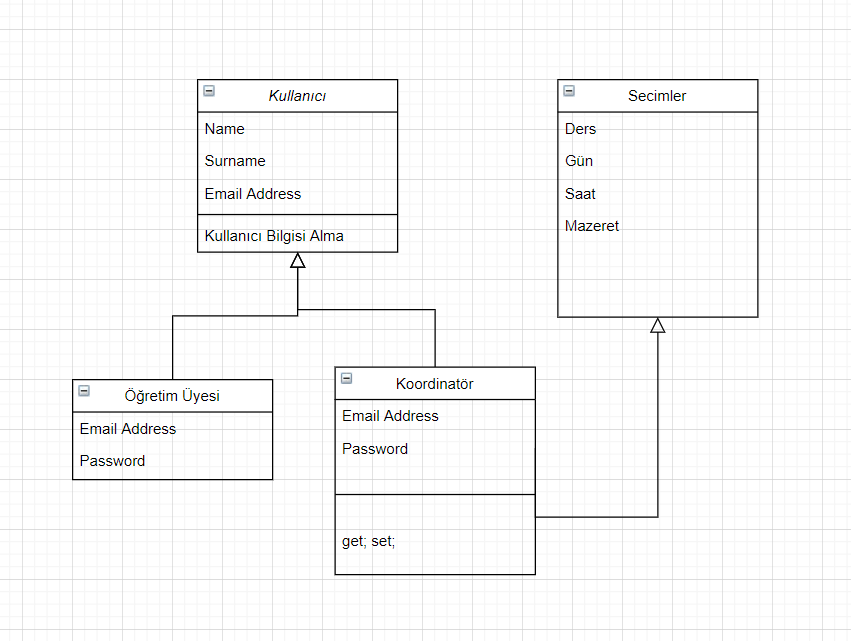 Kullanıcı
Name
Surname
Email Address
Kullanıcı Bilgisi Alma
Secimler
Ders
Gün
Saat
Mazeret
Öğretim Üyesi
Email Address
Password
Koordinatör
Email Address
Password
get; set;